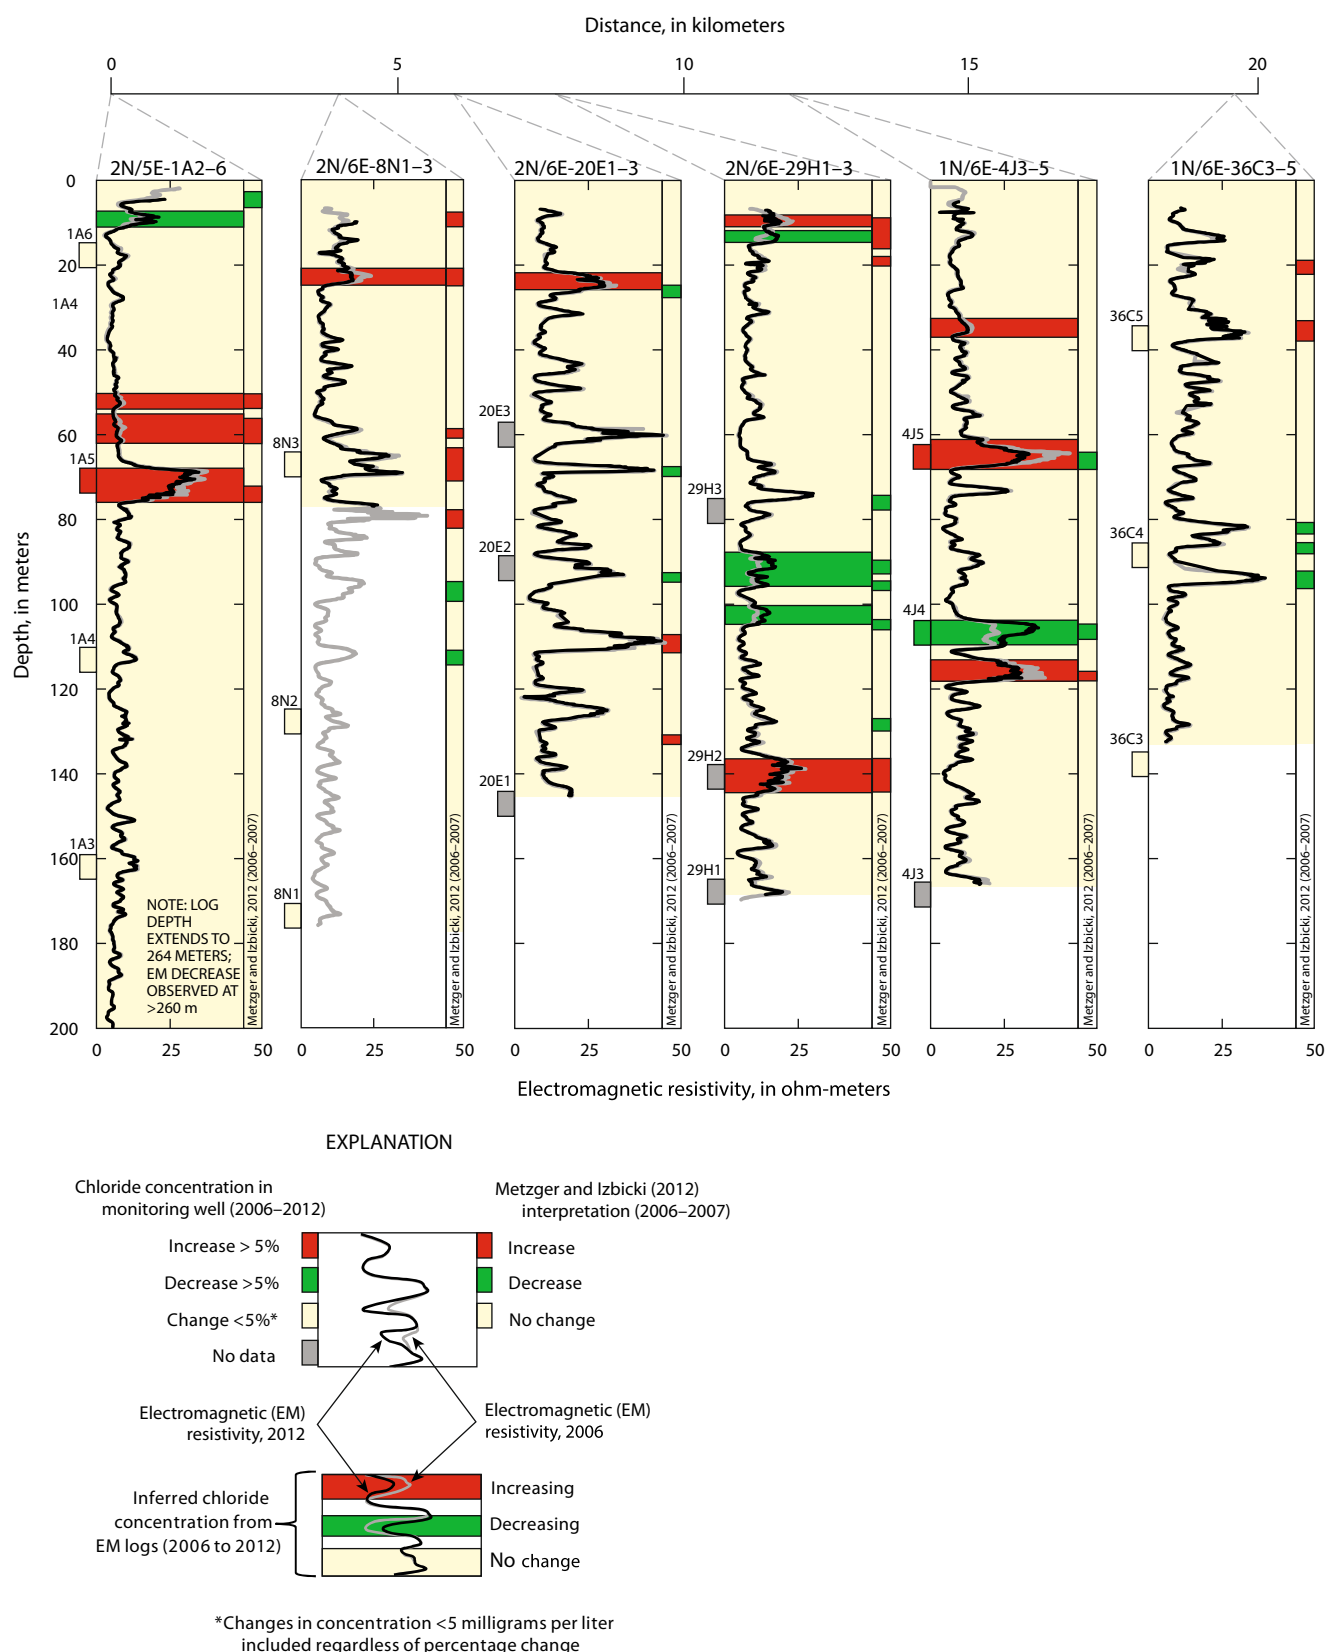 Distance, in kilometers
0 5 10 15 20
2N/5E-1A2–6 2N/6E-8N1–3 2N/6E-20E1–3 2N/6E-29H1–3 1N/6E-4J3–5 1N/6E-36C3–5
Depth, in meters
0
20
40
60
80
100
120
140
160
180
200
1A6
1A4
1A5
1A4
1A3
NOTE: LOG
DEPTH
EXTENDS TO
264 METERS;
EM DECREASE
OBSERVED AT
>260 m
Metzger and Izbicki, 2012 (2006–2007)
8N3
8N2
8N1
Metzger and Izbicki, 2012 (2006–2007)
20E3
20E2
20E1
Metzger and Izbicki, 2012 (2006–2007)
29H3
29H2
29H1
Metzger and Izbicki, 2012 (2006–2007)
4J5
4J4
4J3
Metzger and Izbicki, 2012 (2006–2007)
36C5
36C4
36C3
Metzger and Izbicki, 2012 (2006–2007)
0 25 50 0 25 50 0 25 50 0 25 50 0 25 50 0 25 50
Electromagnetic resistivity, in ohm-meters
EXPLANATION
Chloride concentration in
monitoring well (2006–2012)
Increase > 5%
Decrease >5%
Change <5%*
No data
Metzger and Izbicki (2012)
interpretation (2006–2007)
Increase
Decrease
No change
Electromagnetic (EM)
resistivity, 2012
Electromagnetic (EM)
resistivity, 2006
Inferred chloride
concentration from
EM logs (2006 to 2012)
Increasing
Decreasing
No change
*Changes in concentration <5 milligrams per liter
included regardless of percentage change